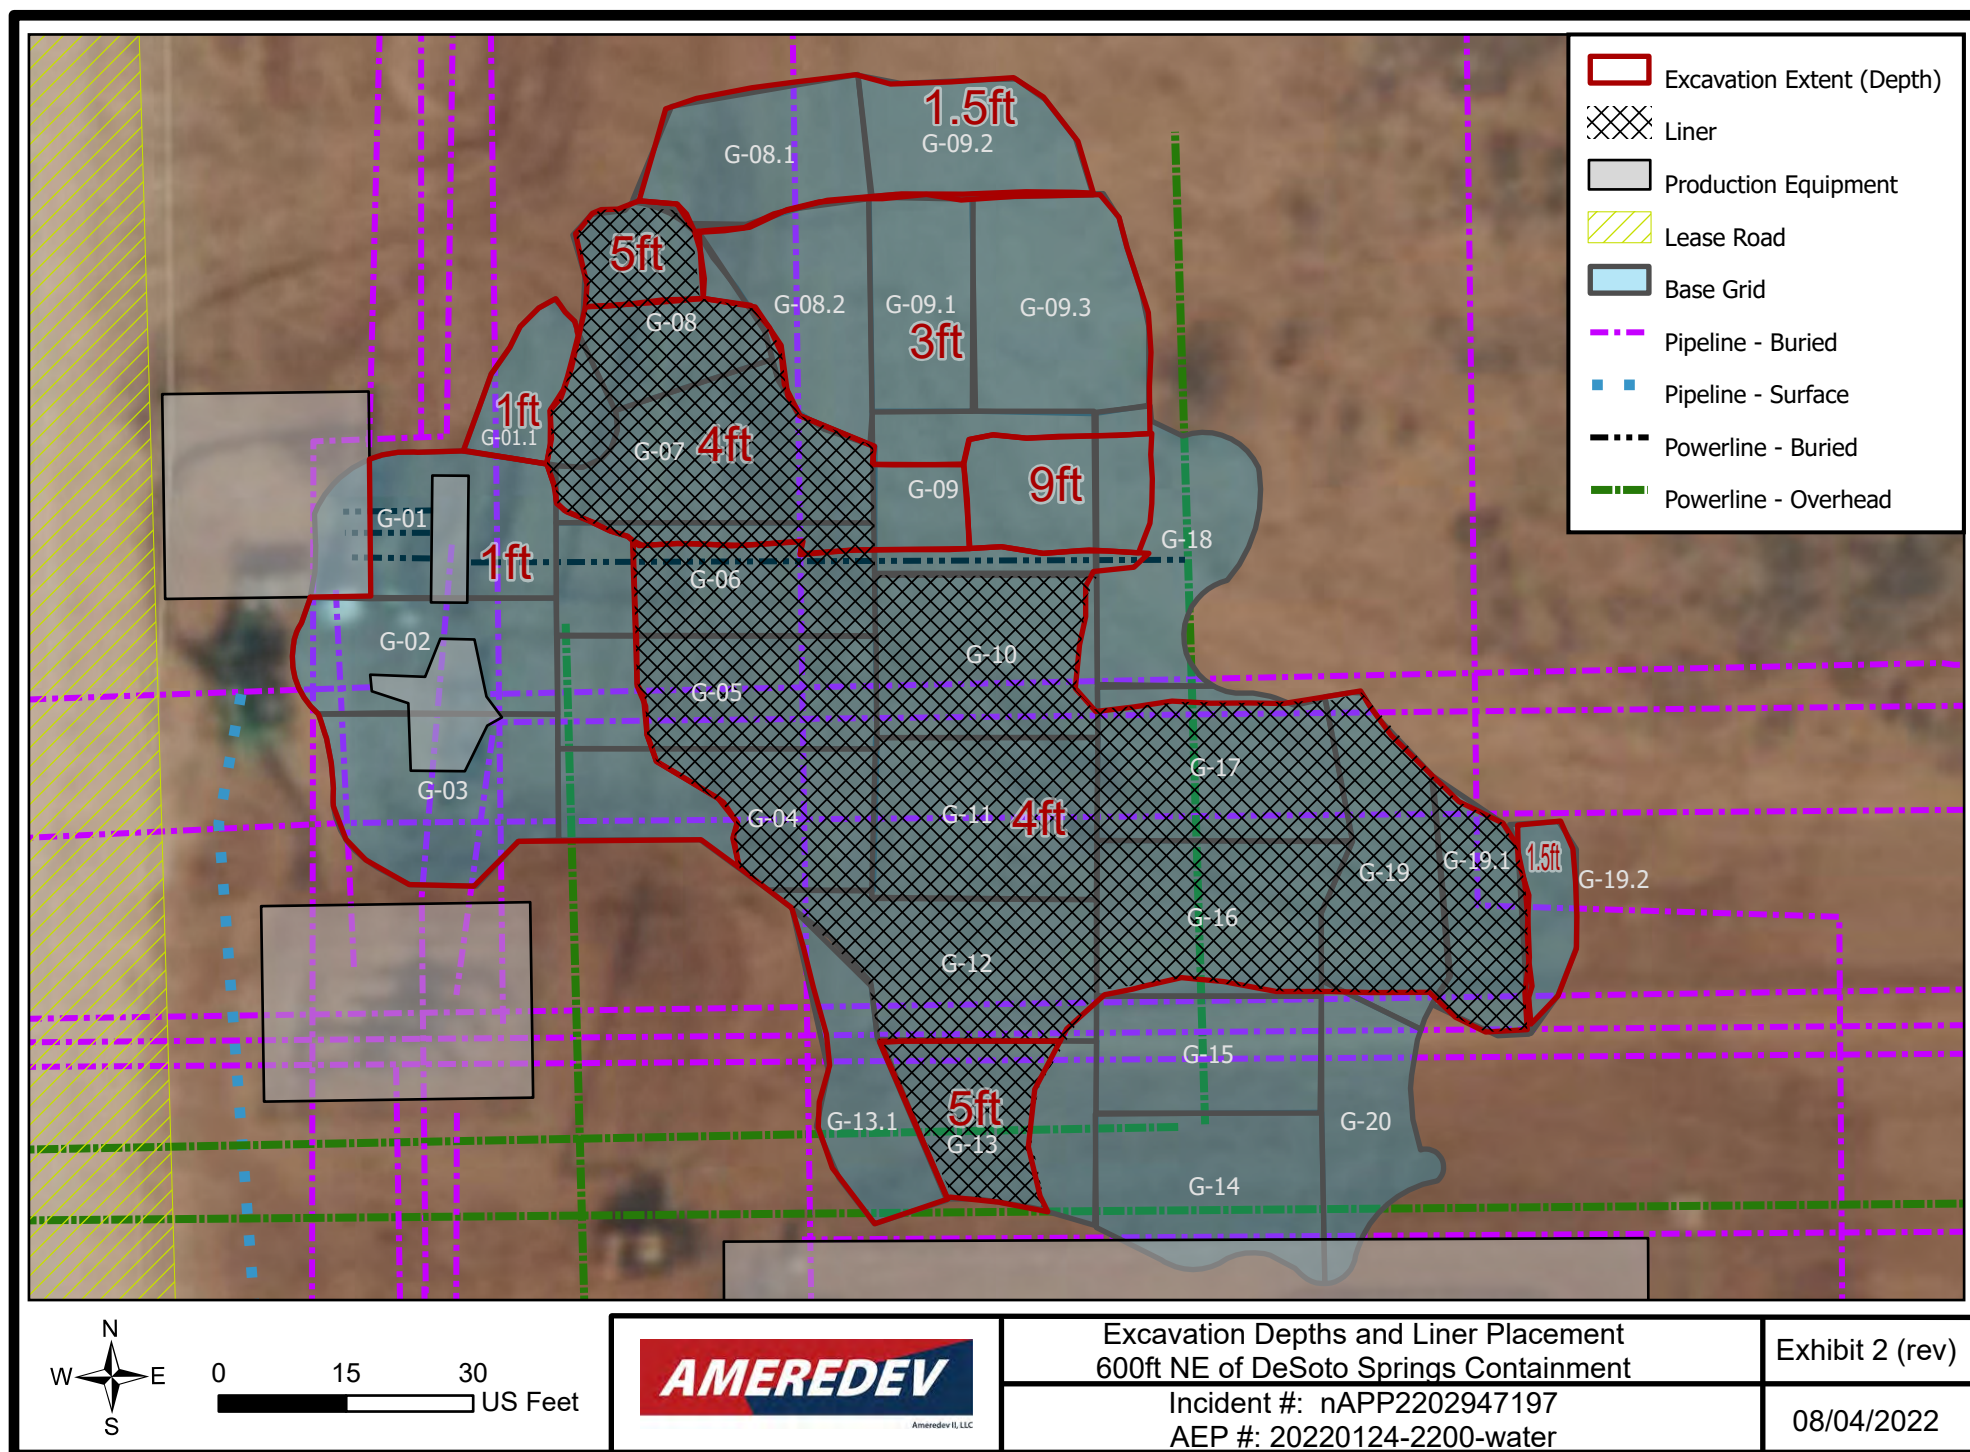 Excavation Extent (Depth)
Liner
Production Equipment
Lease Road
Base Grid
Pipeline - Buried
Pipeline - Surface
Powerline - Buried
Powerline - Overhead
1.5ft
G-08.1
G-09.2
5ft
G-08
G-08.2
G-09.1
G-09.3
3ft
1ft
G-01.1
G-07
4ft
G-09
9ft
G-01
G-18
1ft
G-06
G-02
G-10
G-05
G-17
G-03
G-04
G-11
4ft
G-19
G-19.1
1.5ft
G-19.2
G-16
G-12
G-15
5ft
G-13.1
G-13
G-20
G-14
N
W E
S
0 15 30
US Feet
AMEREDEV
Ameredev II, LLC
Excavation Depths and Liner Placement
600ft NE of DeSoto Springs Containment
Incident #: nAPP2202947197
AEP #: 20220124-2200-water
Exhibit 2 (rev)
08/04/2022